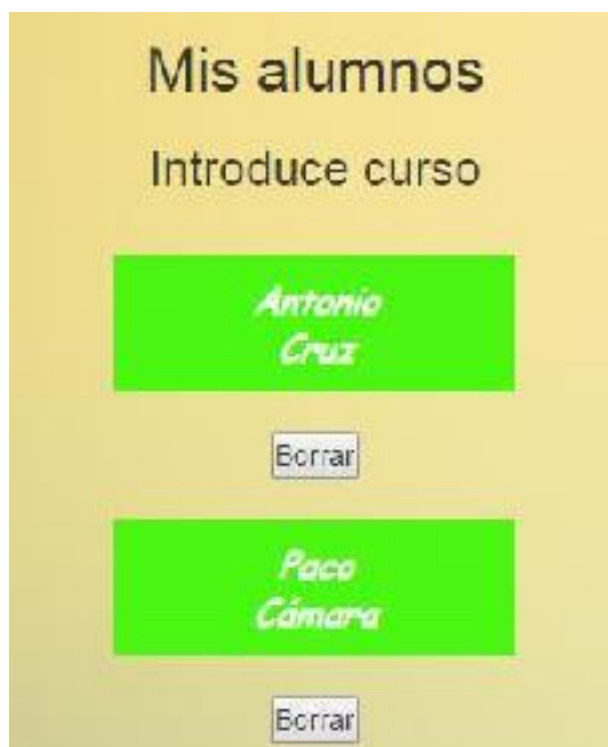 Mis alumnos
Introduce curso
Antonio
Cruz
Borrar
Paco
Cámara
Borrar